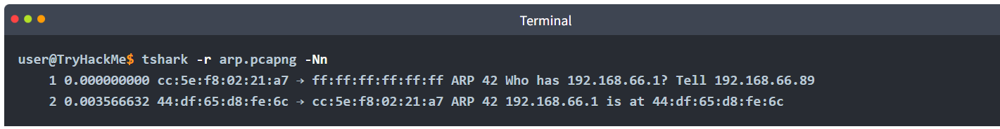 Terminal
user@TryHackMe$ tshark -r arp.pcapng -Nn
1 0.000000000 cc:5e:f8:02:21:a7 → ff:ff:ff:ff:ff:ff ARP 42 Who has 192.168.66.1? Tell 192.168.66.89
2 0.003566632 44:df:65:d8:fe:6c → cc:5e:f8:02:21:a7 ARP 42 192.168.66.1 is at 44:df:65:d8:fe:6c